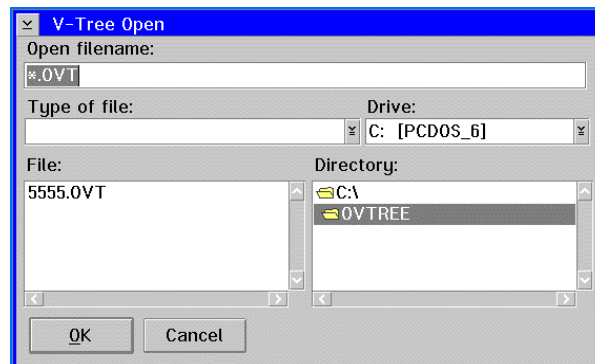 V-Tree Open
Open filename:
*.OVT
Type of file:
Drive:
C: [PCDOS_6]
File:
Directory:
5555.OVT
C:\
OVTREE
OK
Cancel